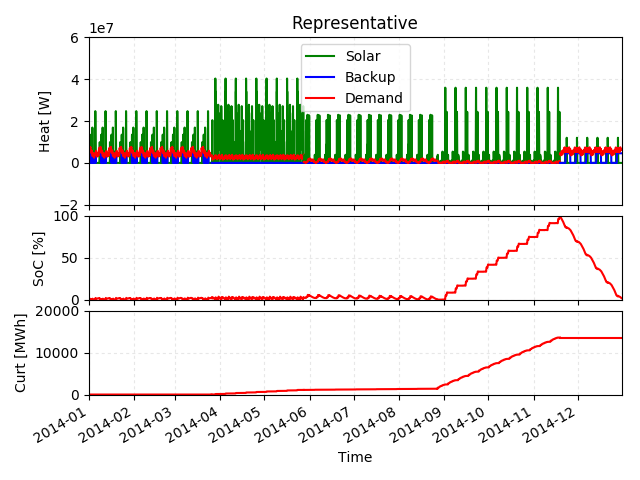 Representative
1e7
6
4
2
0
−2
Heat [W]
Solar
Backup
Demand
100
50
0
SoC [%]
20000
10000
0
Curt [MWh]
2014-01
2014-02
2014-03
2014-04
2014-05
2014-06
2014-07
2014-08
2014-09
2014-10
2014-11
2014-12
Time